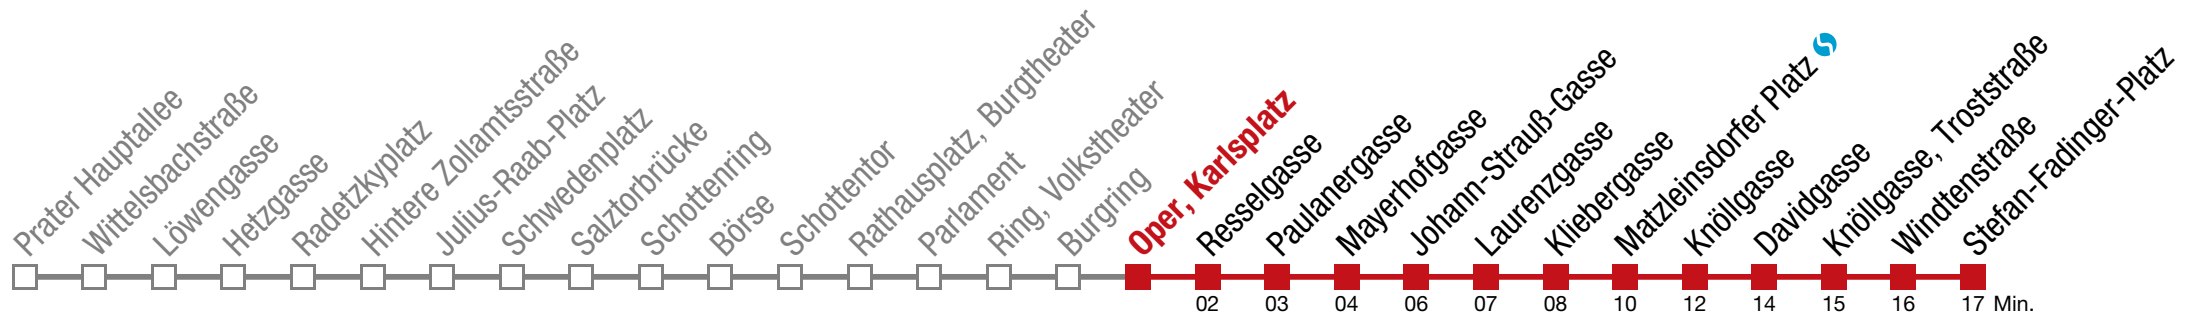 Prater Hauptallee
Wittelsbachstraße
Löwengasse
Hetzgasse
Radetzkyplatz
Hintere Zollamtsstraße
Julius-Raab-Platz
Schwedenplatz
Salztorbrücke
Schottenring
Börse
Schottentor
Rathausplatz, Burgtheater
Parlament
Ring, Volkstheater
Burgring
Oper, Karlsplatz
Resselgasse
Paulanergasse
Mayerhofgasse
Johann-Strauß-Gasse
Laurenzgasse
Kliebergasse
Matzleinsdorfer Platz
Knöllgasse
Davidgasse
Knöllgasse, Troststraße
Windtenstraße
Stefan-Fadinger-Platz
02 03 04 06 07 08 10 12 14 15 16 17 Min.